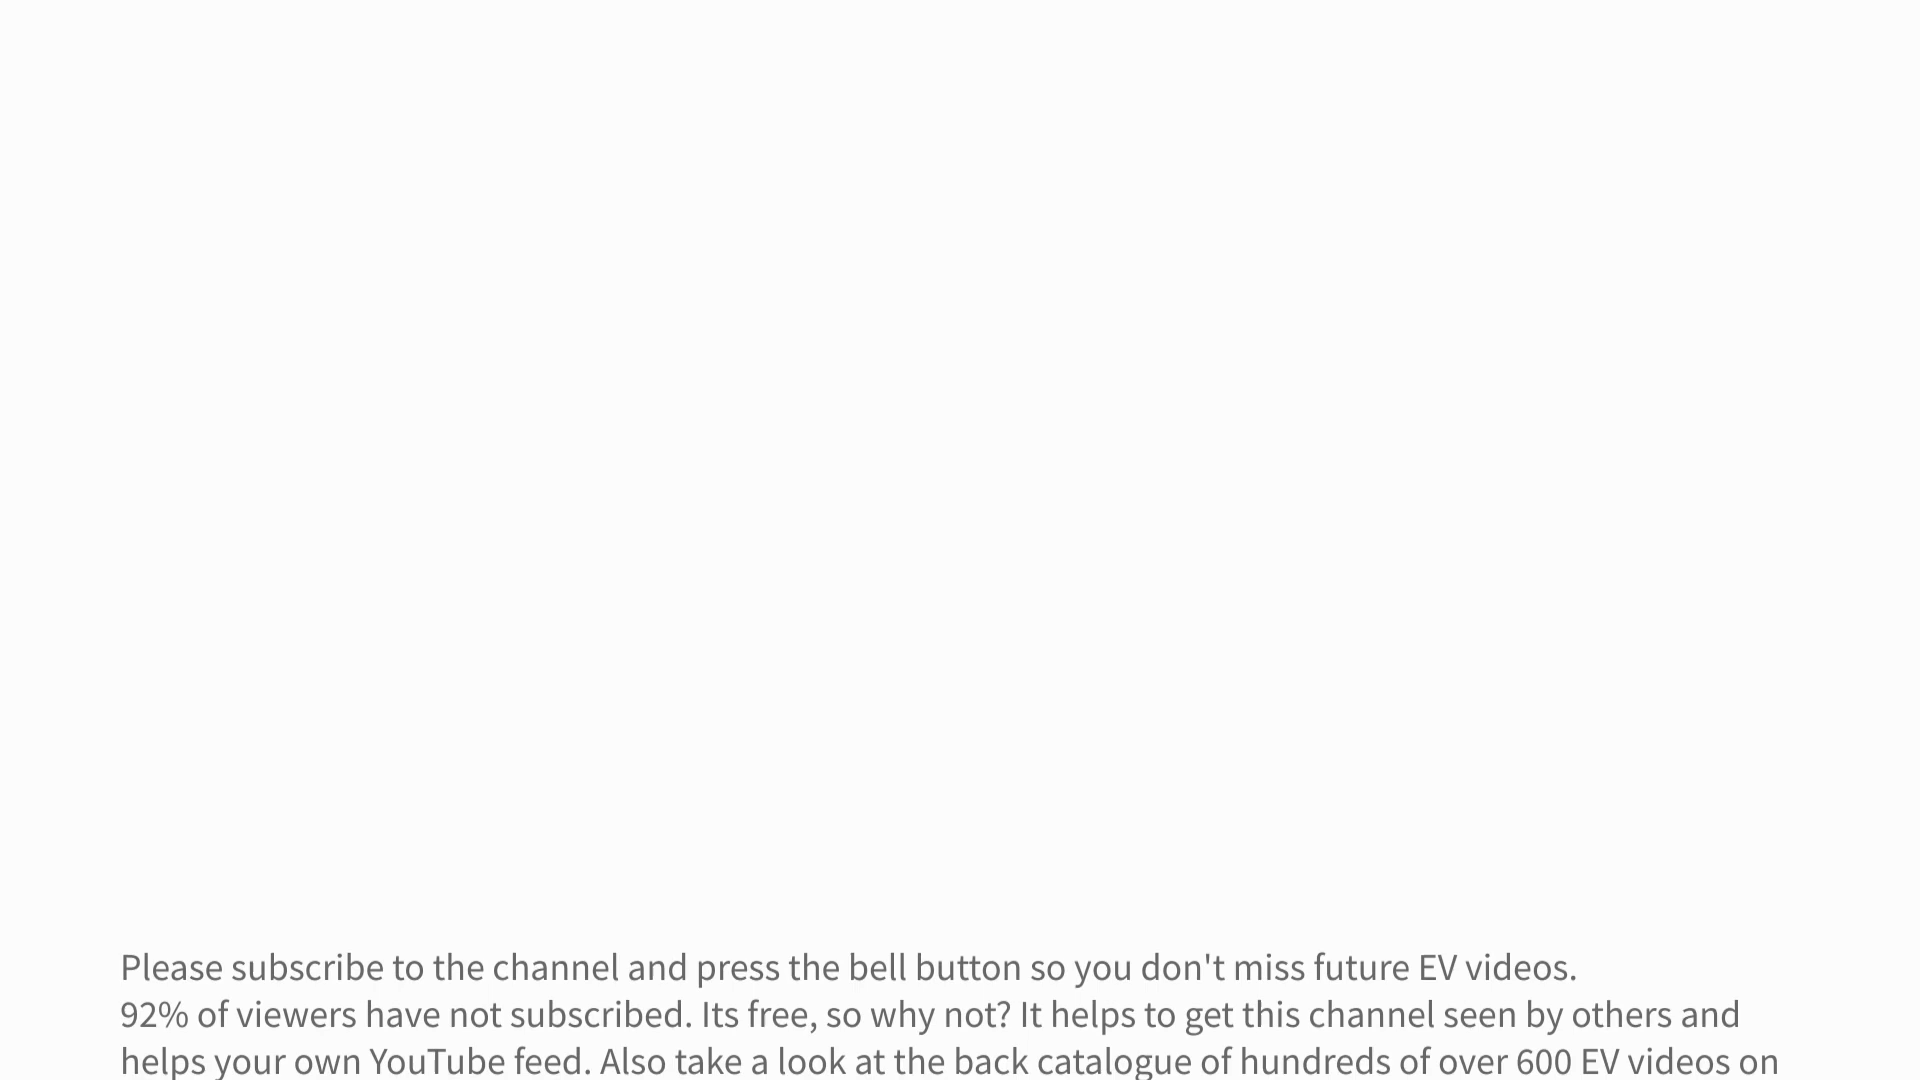 Please subscribe to the channel and press the bell button so you don't miss future EV videos.
92% of viewers have not subscribed. Its free, so why not? It helps to get this channel seen by others and
helps your own YouTube feed. Also take a look at the back catalogue of hundreds of over 600 EV videos on